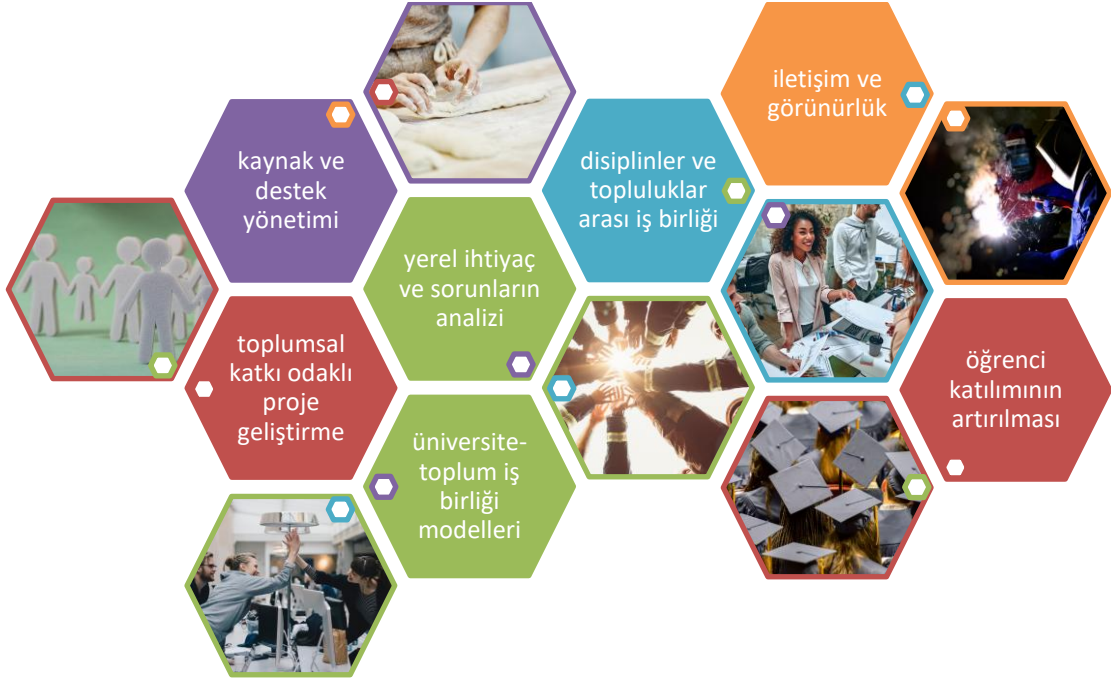 iletişim ve
görünürlük
kaynak ve
destek
yönetimi
disiplinler ve
topluluklar
arası iş birliği
yerel ihtiyaç
ve sorunların
analizi
toplumsal
katkı odaklı
proje
geliştirme
öğrenci
katılımının
artırılması
üniversite-
toplum iş
birliği
modelleri